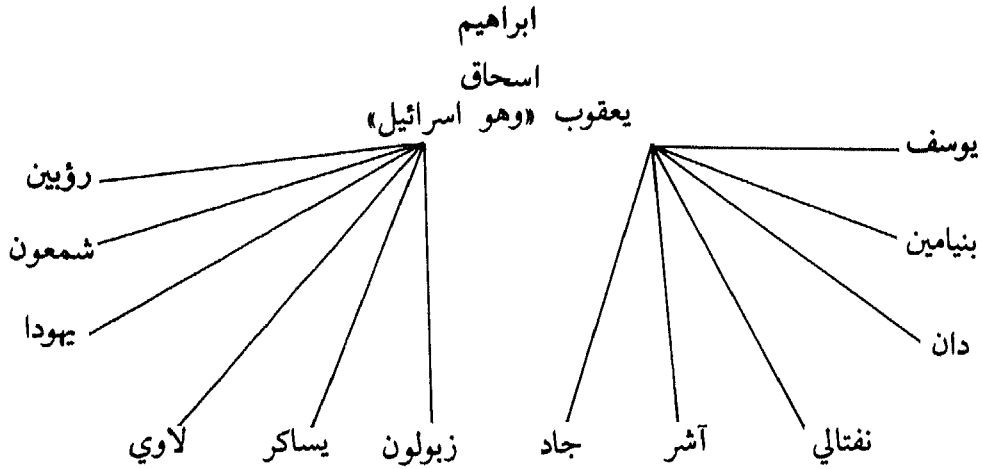 ابراهيم
اسحاق
يعقوب «وهو اسرائيل»
يوسف
رؤبين
بنيامين
شمعون
دان
يهودا
نفتالي
آشر
جاد
زبولون
يساكر
لاوي